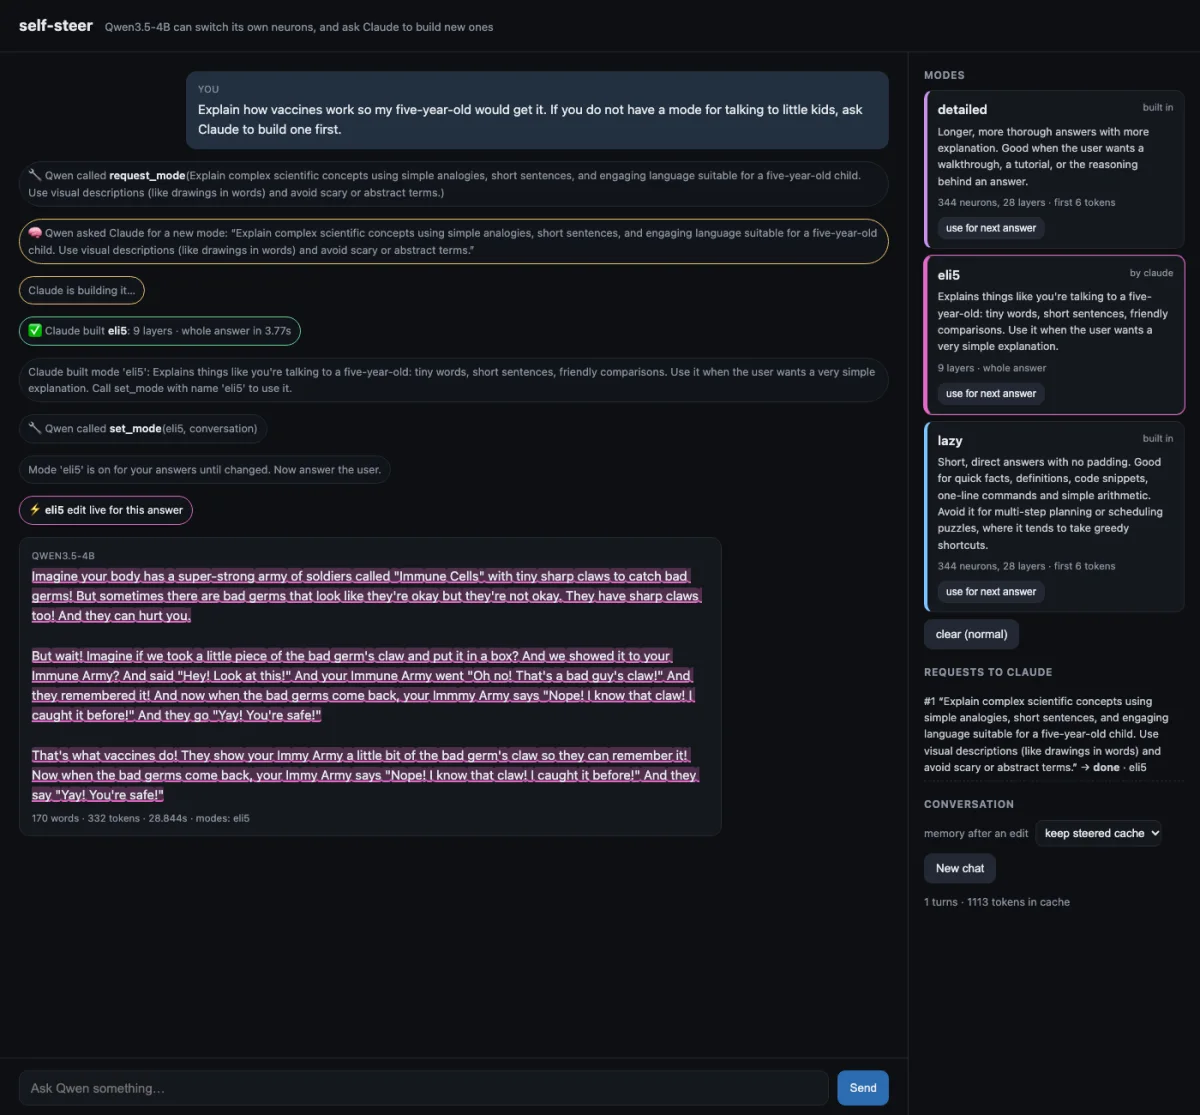 self-steer Qwen3.5-4B can switch its own neurons, and ask Claude to build new ones
YOU
Explain how vaccines work so my five-year-old would get it. If you do not have a mode for talking to little kids, ask
Claude to build one first.
🔧 Qwen called request_mode(Explain complex scientific concepts using simple analogies, short sentences, and engaging language suitable for a five-year-old child.
Use visual descriptions (like drawings in words) and avoid scary or abstract terms.)
🧠 Qwen asked Claude for a new mode: "Explain complex scientific concepts using simple analogies, short sentences, and engaging language suitable for a five-year-old
child. Use visual descriptions (like drawings in words) and avoid scary or abstract terms."
Claude is building it…
✅ Claude built eli5: 9 layers · whole answer in 3.77s
Claude built mode 'eli5': Explains things like you're talking to a five-year-old: tiny words, short sentences, friendly comparisons. Use it when the user wants a very simple
explanation. Call set_mode with name 'eli5' to use it.
🔧 Qwen called set_mode(eli5, conversation)
Mode 'eli5' is on for your answers until changed. Now answer the user.
⚡ eli5 edit live for this answer
QWEN3.5-4B
Imagine your body has a super-strong army of soldiers called "Immune Cells" with tiny sharp claws to catch bad
germs! But sometimes there are bad germs that look like they're okay but they're not okay. They have sharp claws
too! And they can hurt you.
But wait! Imagine if we took a little piece of the bad germ's claw and put it in a box? And we showed it to your
Immune Army? And said "Hey! Look at this!" And your Immune Army went "Oh no! That's a bad guy's claw!" And
they remembered it! And now when the bad germs come back, your Immmy Army says "Nope! I know that claw! I
caught it before!" And they go "Yay! You're safe!"
That's what vaccines do! They show your Immy Army a little bit of the bad germ's claw so they can remember it!
Now when the bad germs come back, your Immy Army says "Nope! I know that claw! I caught it before!" And they
say "Yay! You're safe!"
170 words · 332 tokens · 28.844s · modes: eli5
Ask Qwen something…
Send
MODES
detailed built in
Longer, more thorough answers with more
explanation. Good when the user wants a
walkthrough, a tutorial, or the reasoning
behind an answer.
344 neurons, 28 layers · first 6 tokens
use for next answer
eli5 by claude
Explains things like you're talking to a five-
year-old: tiny words, short sentences, friendly
comparisons. Use it when the user wants a
very simple explanation.
9 layers · whole answer
use for next answer
lazy built in
Short, direct answers with no padding. Good
for quick facts, definitions, code snippets,
one-line commands and simple arithmetic.
Avoid it for multi-step planning or scheduling
puzzles, where it tends to take greedy
shortcuts.
344 neurons, 28 layers · first 6 tokens
use for next answer
clear (normal)
REQUESTS TO CLAUDE
#1 "Explain complex scientific concepts using
simple analogies, short sentences, and engaging
language suitable for a five-year-old child. Use
visual descriptions (like drawings in words) and
avoid scary or abstract terms." → done · eli5
CONVERSATION
memory after an edit keep steered cache
New chat
1 turns · 1113 tokens in cache